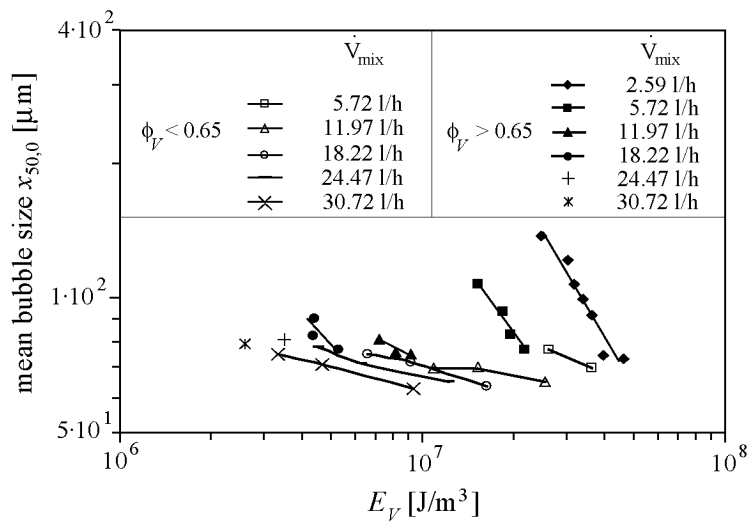 4·10²
V̇mix
V̇mix
2.59 l/h
5.72 l/h
5.72 l/h
ϕV < 0.65
11.97 l/h
ϕV > 0.65
11.97 l/h
18.22 l/h
18.22 l/h
24.47 l/h
24.47 l/h
30.72 l/h
30.72 l/h
mean bubble size x50,0 [µm]
1·10²
5·10¹
10⁶
10⁷
10⁸
EV [J/m³]